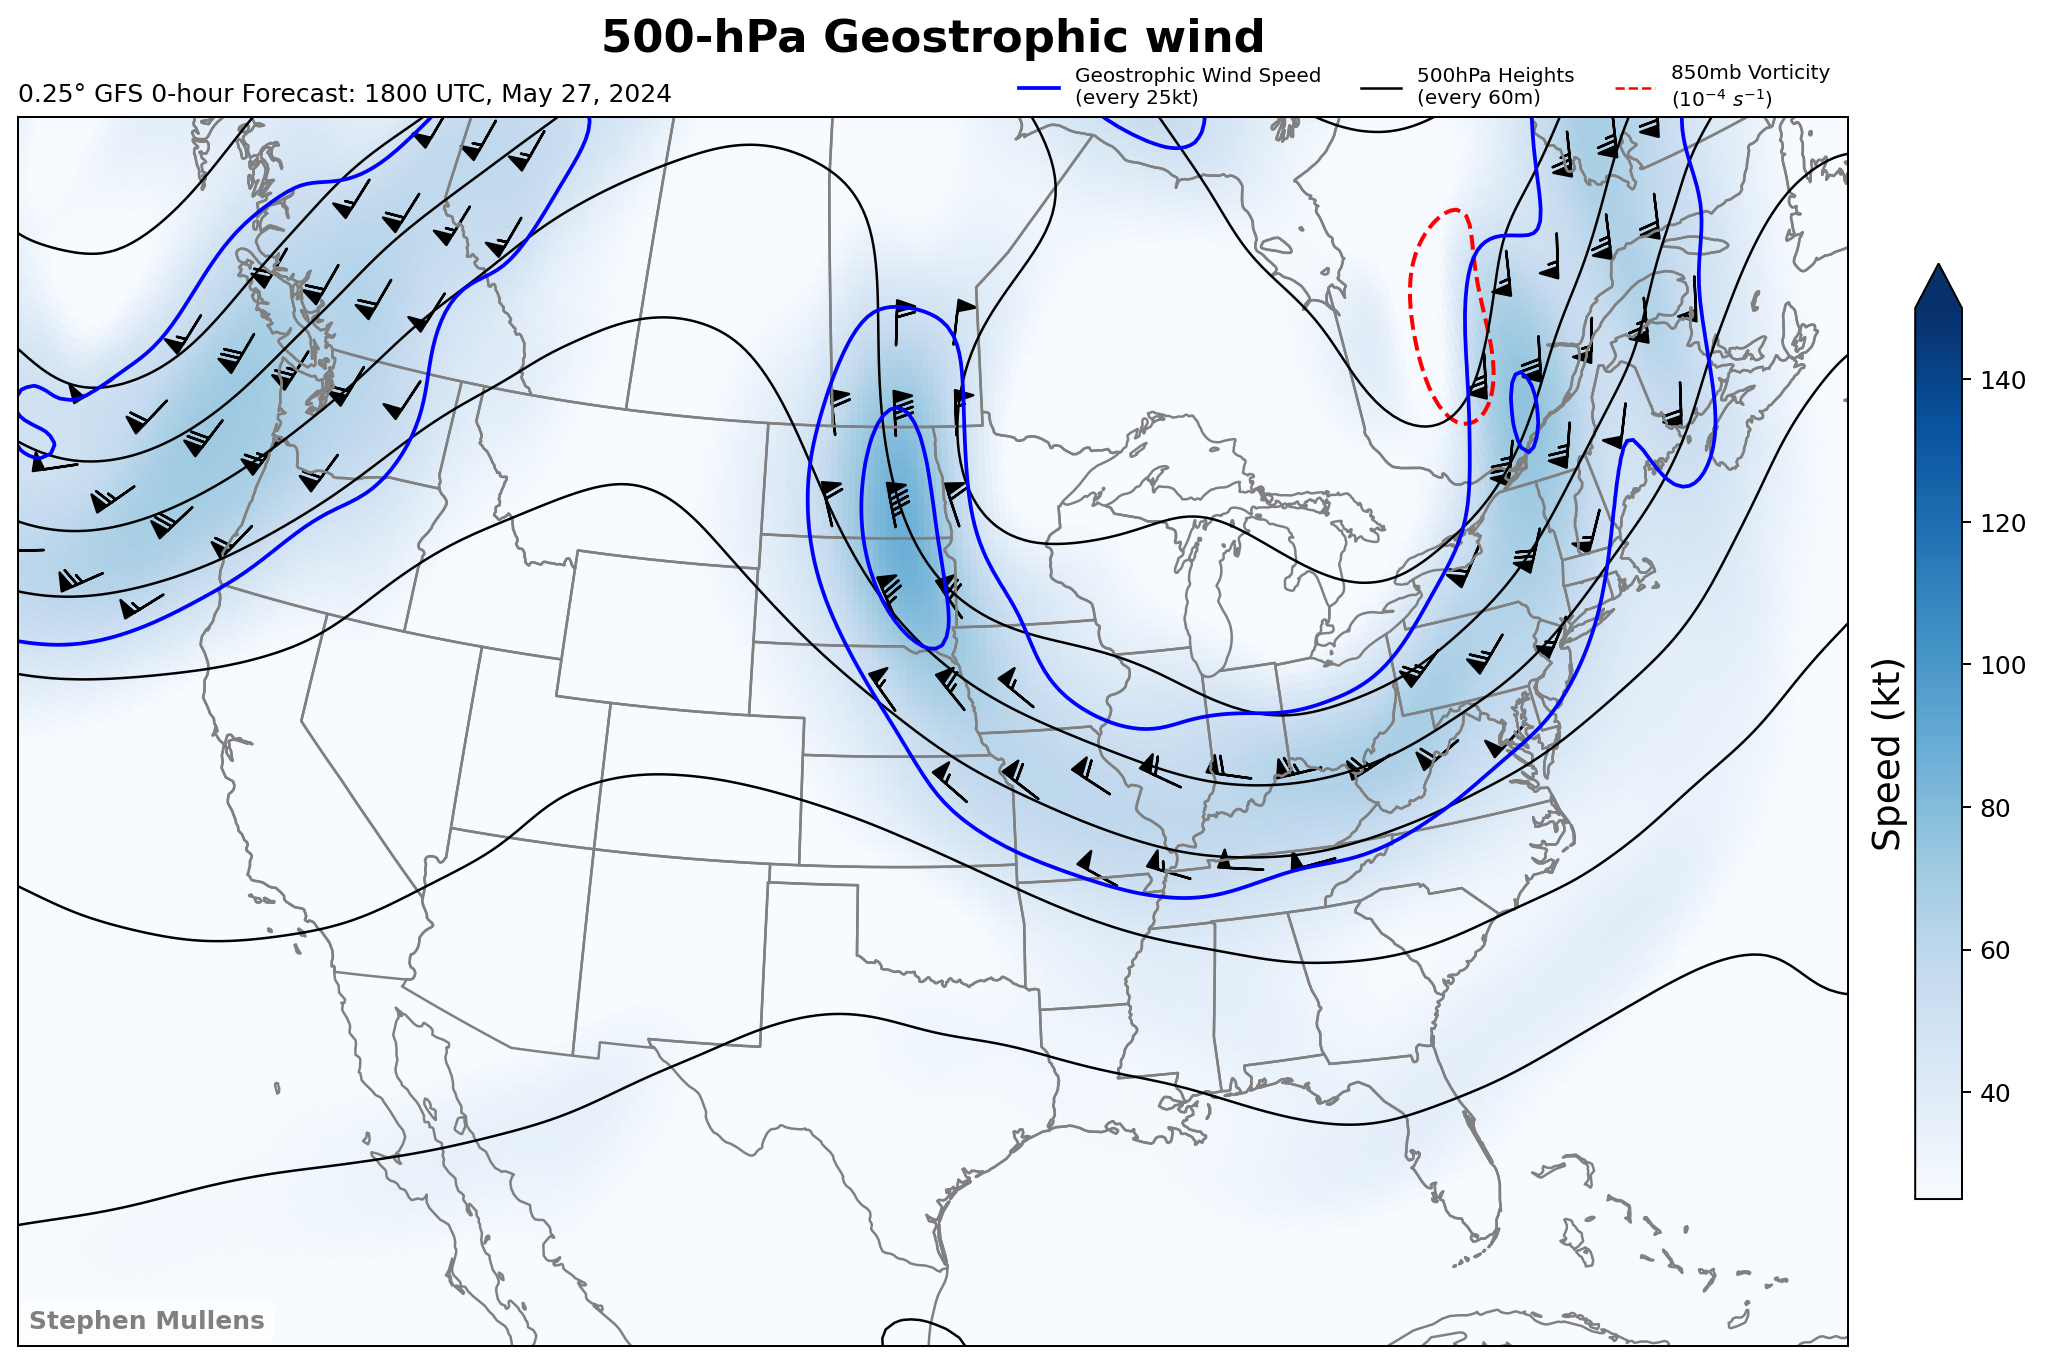 500-hPa Geostrophic wind
0.25° GFS 0-hour Forecast: 1800 UTC, May 27, 2024
Geostrophic Wind Speed
(every 25kt)
500hPa Heights
(every 60m)
850mb Vorticity
(10⁻⁴ s⁻¹)
140
120
100
80
60
40
Speed (kt)
Stephen Mullens